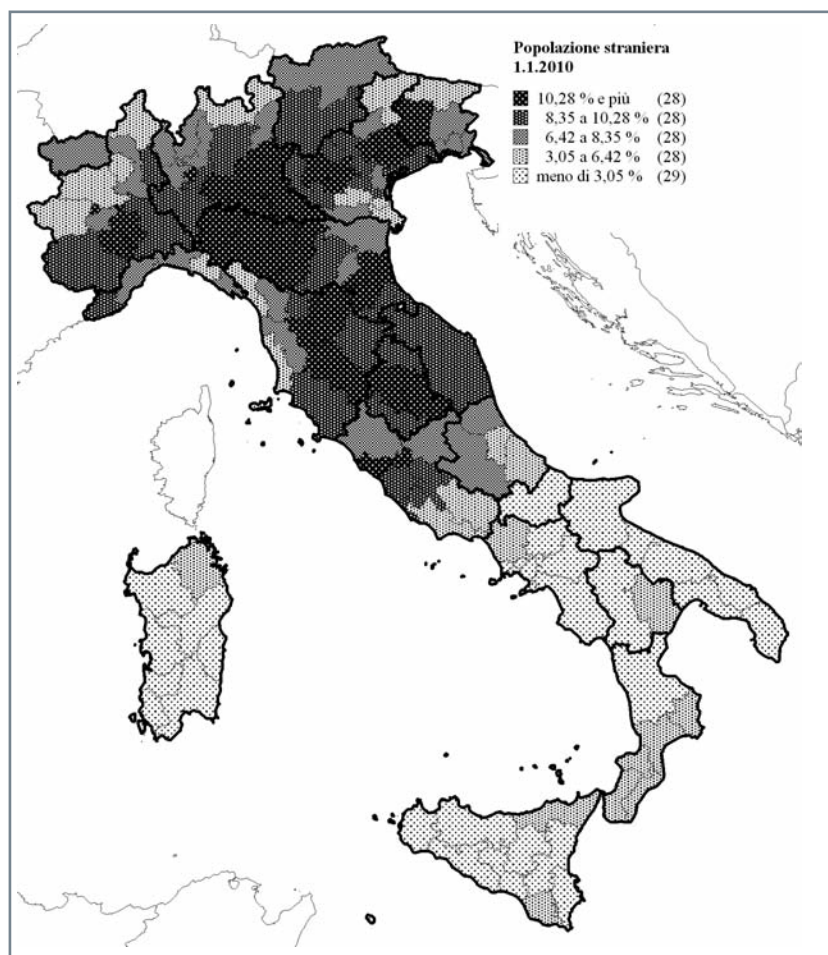 Popolazione straniera
1.1.2010
10,28 % e più (28)
8,35 a 10,28 % (28)
6,42 a 8,35 % (28)
3,05 a 6,42 % (28)
meno di 3,05 % (29)